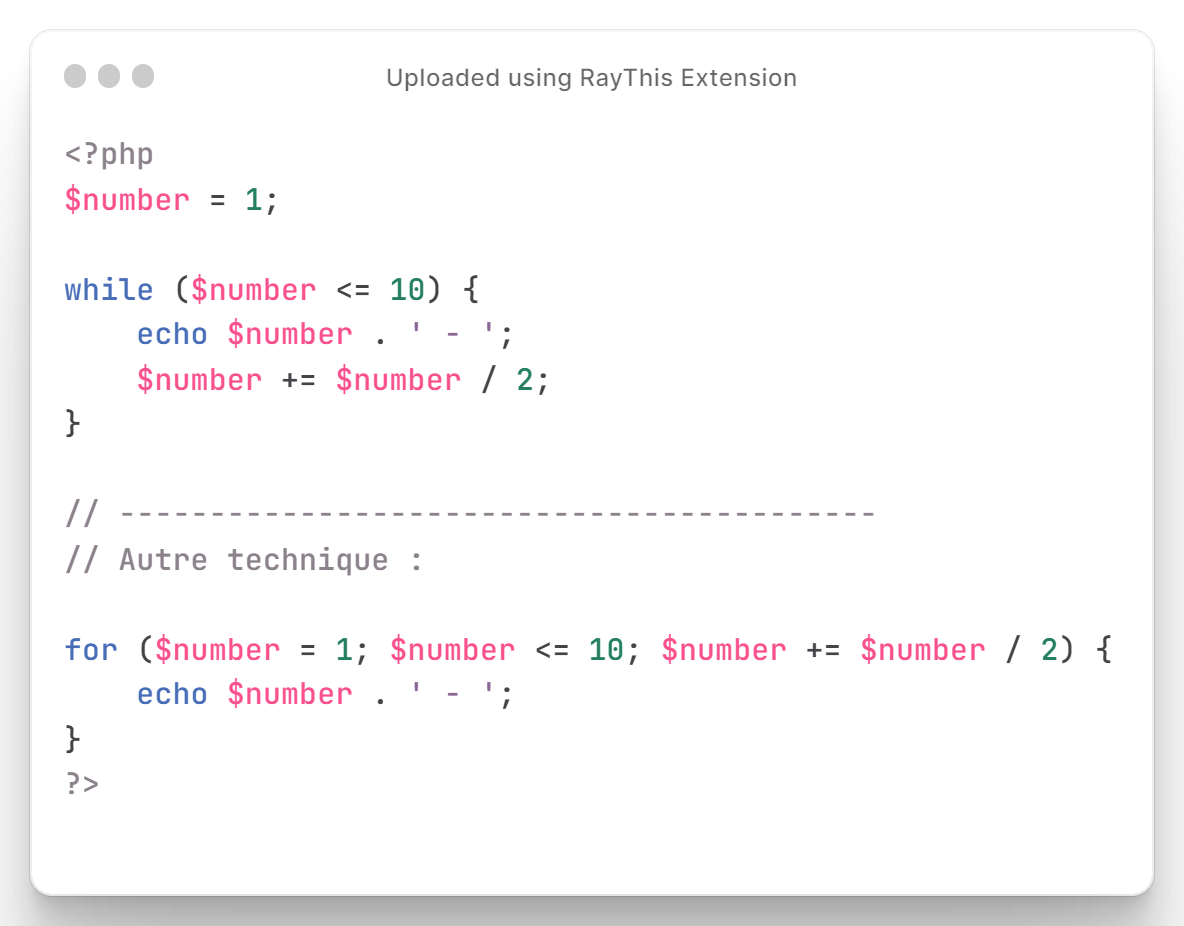 Uploaded using RayThis Extension
<?php
$number = 1;
while ($number <= 10) {
    echo $number . ' - ';
    $number += $number / 2;
}
// ------------------------------------------
// Autre technique :
for ($number = 1; $number <= 10; $number += $number / 2) {
    echo $number . ' - ';
}
?>